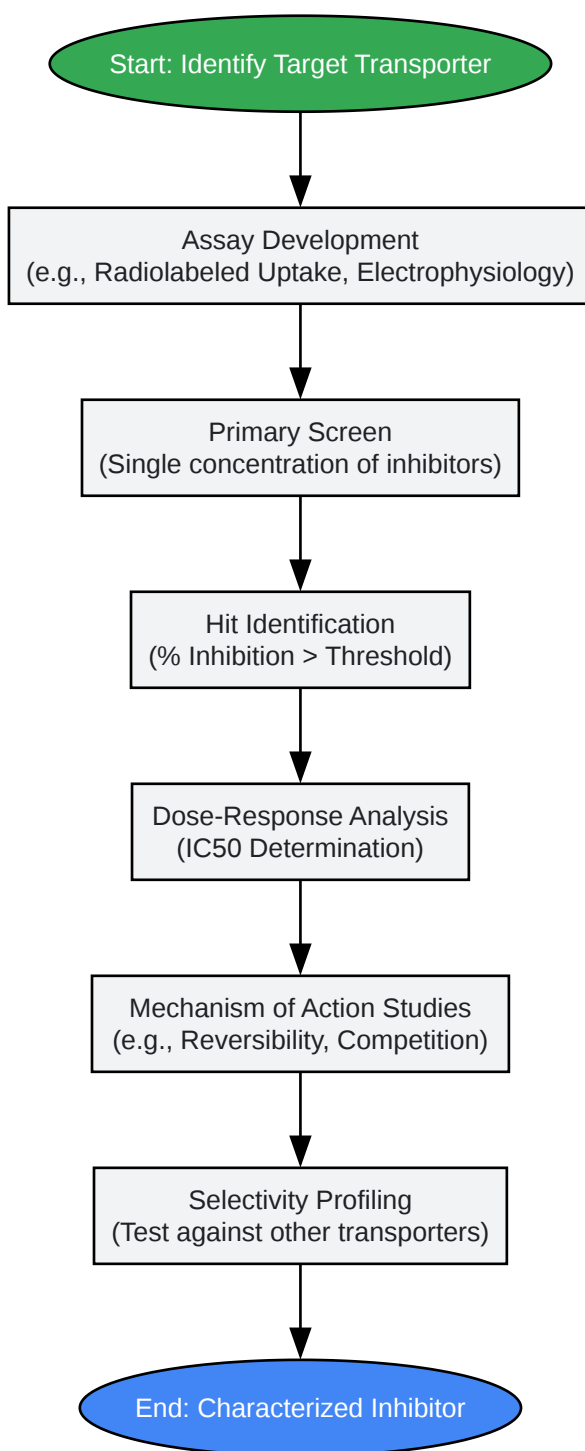 Start: Identify Target Transporter
Assay Development
(e.g., Radiolabeled Uptake, Electrophysiology)
Primary Screen
(Single concentration of inhibitors)
Hit Identification
(% Inhibition > Threshold)
Dose-Response Analysis
(IC50 Determination)
Mechanism of Action Studies
(e.g., Reversibility, Competition)
Selectivity Profiling
(Test against other transporters)
End: Characterized Inhibitor